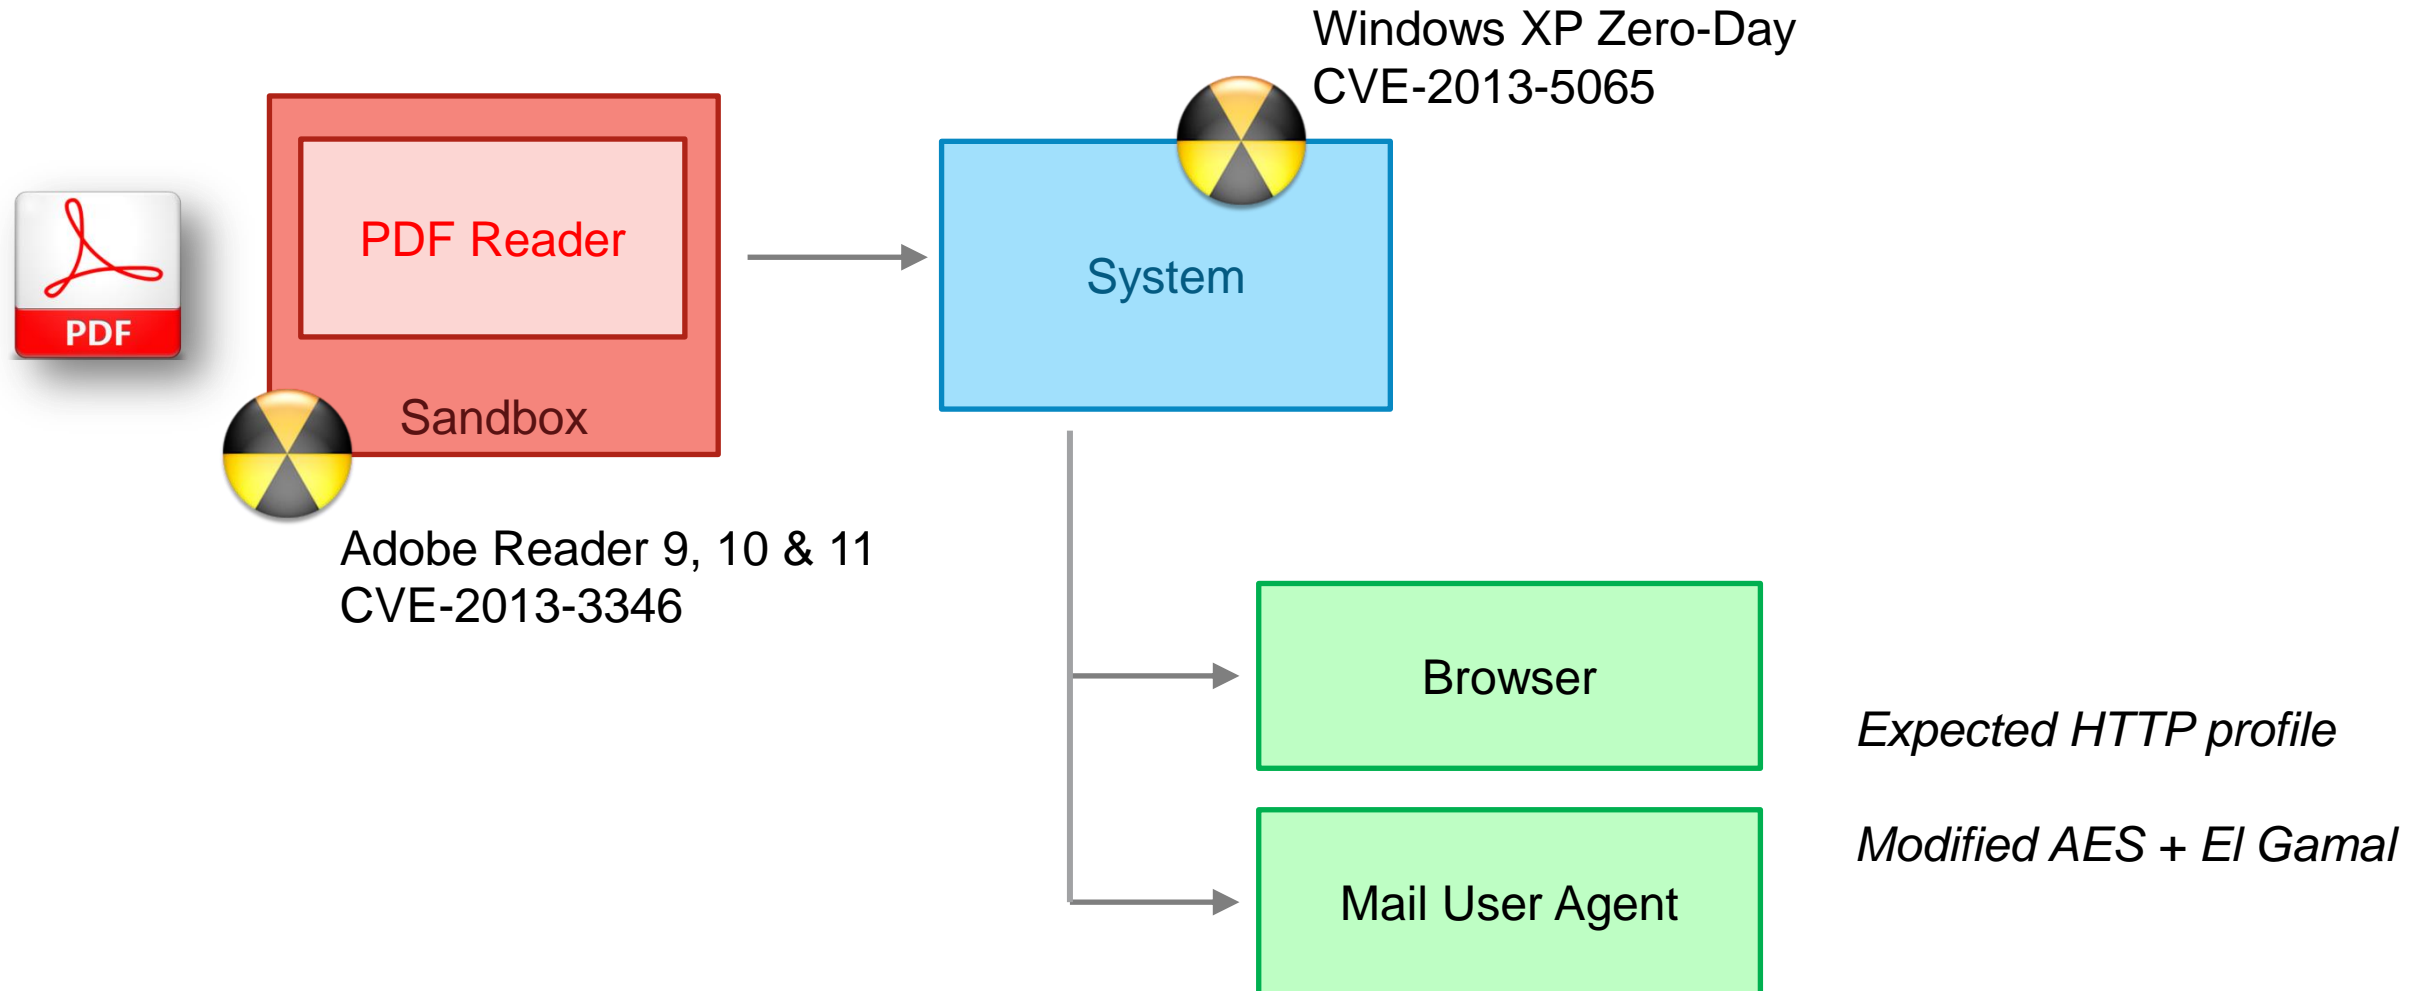 Windows XP Zero-Day
CVE-2013-5065
PDF Reader
PDF
System
Sandbox
Adobe Reader 9, 10 & 11
CVE-2013-3346
Browser
Expected HTTP profile
Modified AES + El Gamal
Mail User Agent